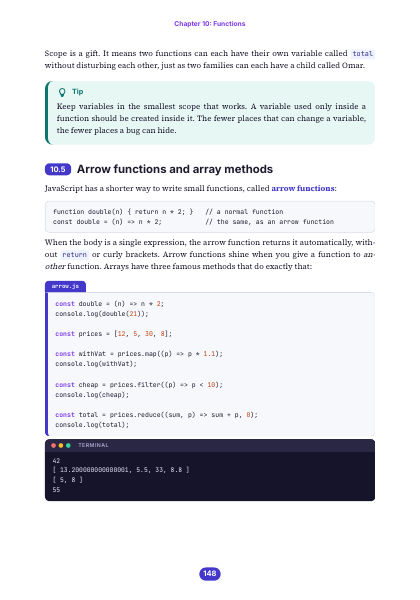 Chapter 10: Functions
Scope is a gift. It means two functions can each have their own variable called total
without disturbing each other, just as two families can each have a child called Omar.
Tip
Keep variables in the smallest scope that works. A variable used only inside a
function should be created inside it. The fewer places that can change a variable,
the fewer places a bug can hide.
10.5 Arrow functions and array methods
JavaScript has a shorter way to write small functions, called arrow functions:
function double(n) { return n * 2; }   // a normal function
const double = (n) => n * 2;           // the same, as an arrow function
When the body is a single expression, the arrow function returns it automatically, with-
out return or curly brackets. Arrow functions shine when you give a function to an-
other function. Arrays have three famous methods that do exactly that:
arrow.js
const double = (n) => n * 2;
console.log(double(21));
const prices = [12, 5, 30, 8];
const withVat = prices.map((p) => p * 1.1);
console.log(withVat);
const cheap = prices.filter((p) => p < 10);
console.log(cheap);
const total = prices.reduce((sum, p) => sum + p, 0);
console.log(total);
TERMINAL
42
[ 13.200000000000001, 5.5, 33, 8.8 ]
[ 5, 8 ]
55
148